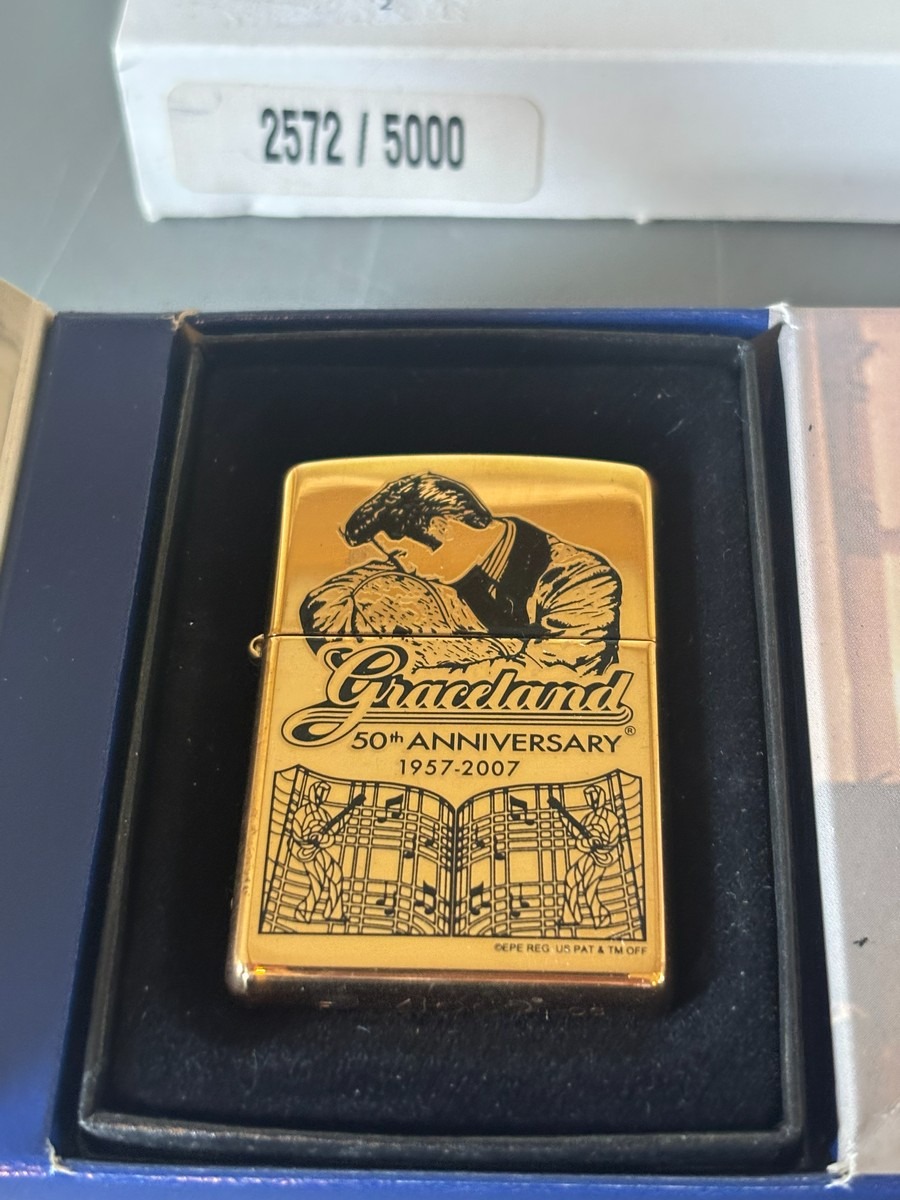 2572 / 5000
Graceland®
50th ANNIVERSARY
1957-2007
©EPE REG US PAT & TM OFF